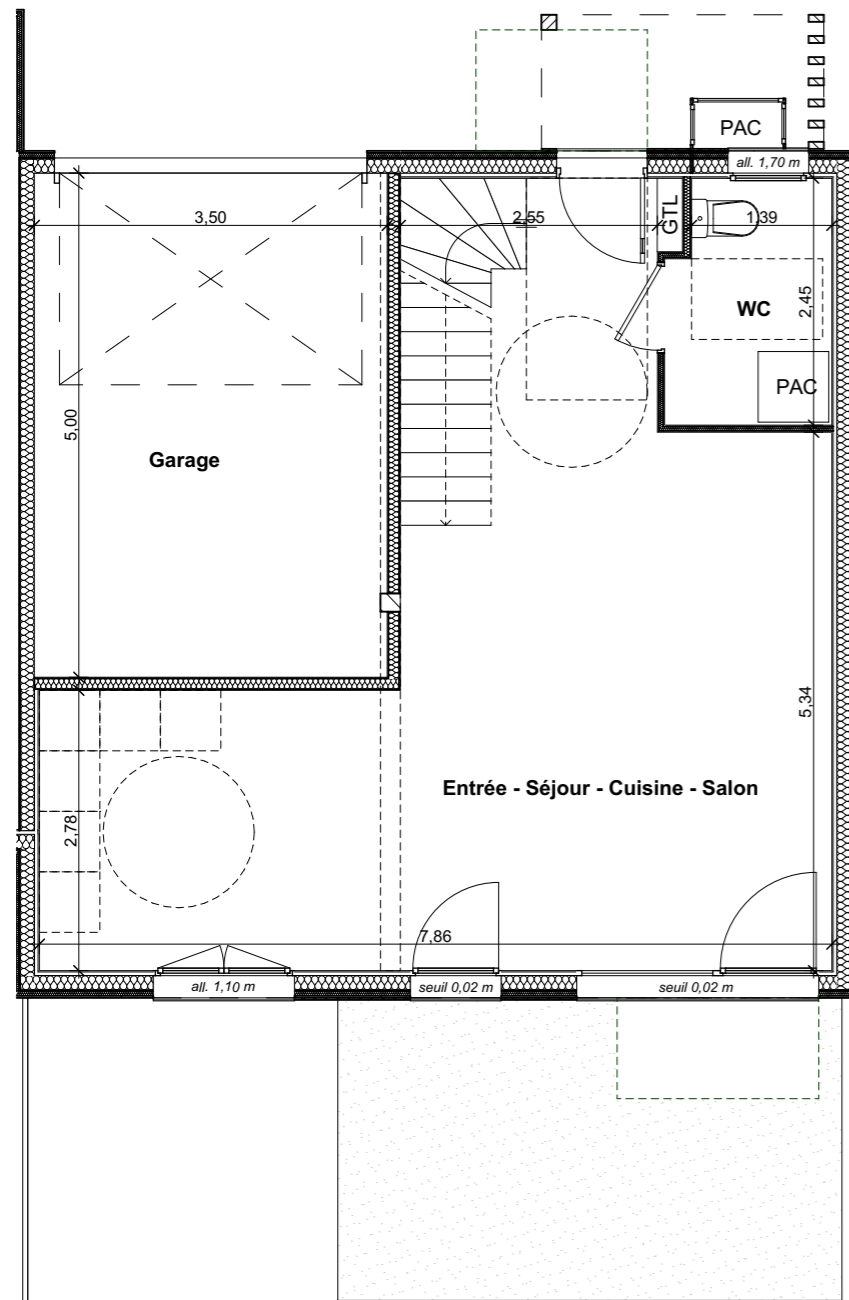 PAC
all. 1,70 m
3,50
2,55
GTL
1,39
WC
2,45
PAC
5,00
Garage
5,34
Entrée - Séjour - Cuisine - Salon
2,78
7,86
all. 1,10 m
seuil 0,02 m
seuil 0,02 m